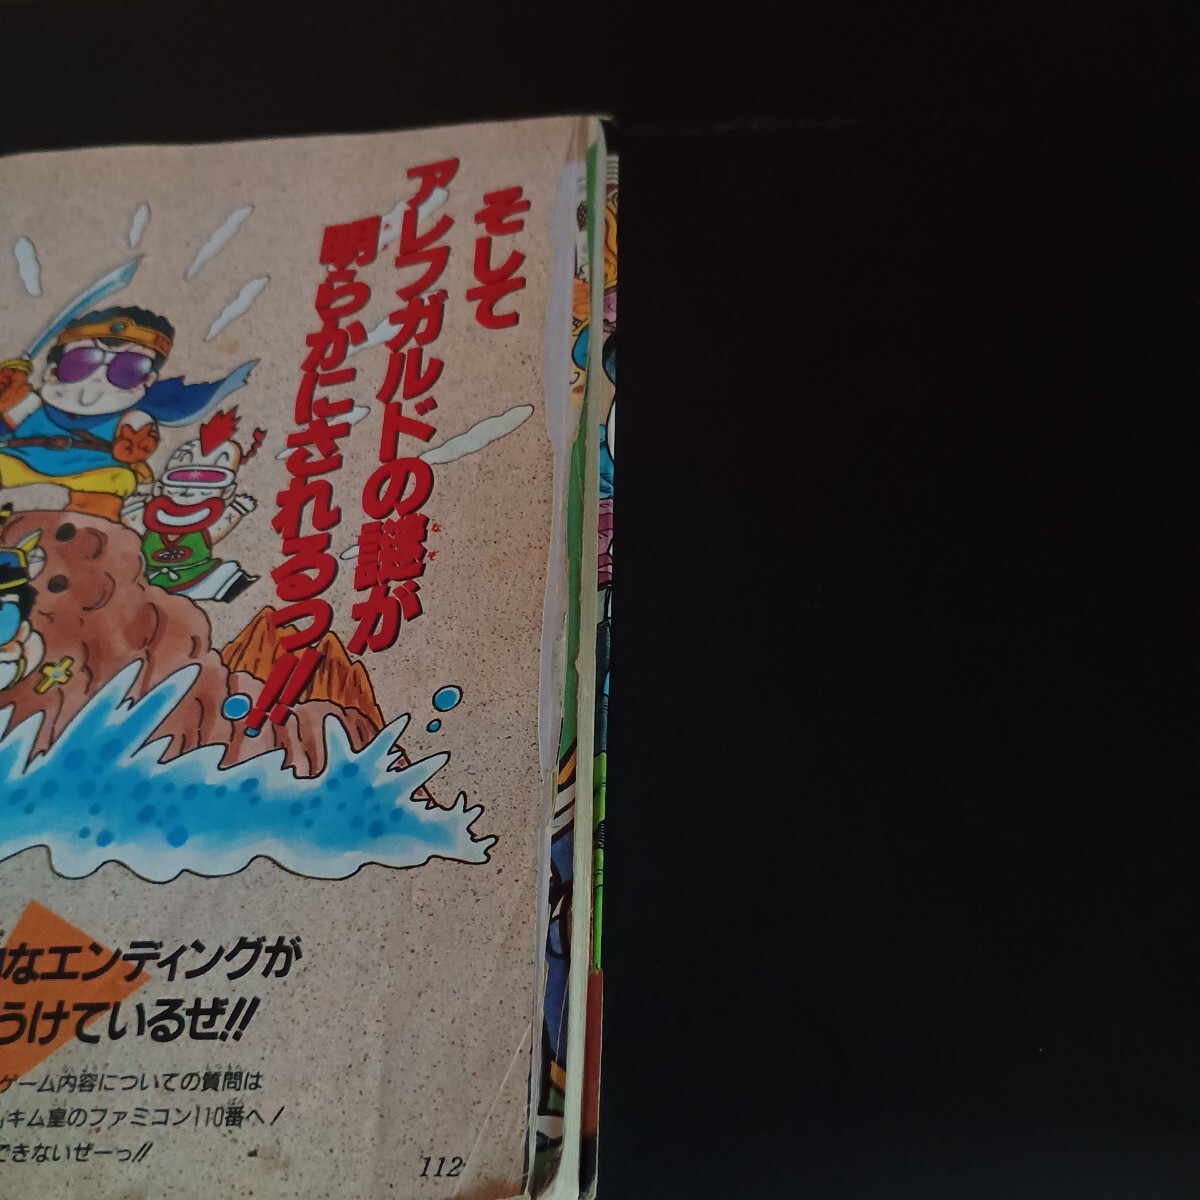 そして
アレフガルドの謎が
なぞ
明らかにされるっ!!
なエンディングが
うけているぜ!!
ゲーム内容についての質問は
キム皇のファミコン110番へ!
できないぜーっ!!
112